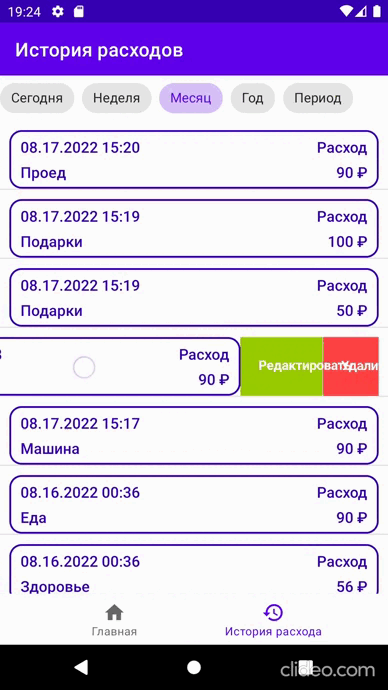 19:24
История расходов
Сегодня
Неделя
Месяц
Год
Период
08.17.2022 15:20 Расход
Проед 90 ₽
08.17.2022 15:19 Расход
Подарки 100 ₽
08.17.2022 15:19 Расход
Подарки 50 ₽
Расход
90 ₽
Редактировать
Удали
08.17.2022 15:17 Расход
Машина 90 ₽
08.16.2022 00:36 Расход
Еда 90 ₽
08.16.2022 00:36 Расход
Здоровье 56 ₽
Главная
История расхода
clideo.com